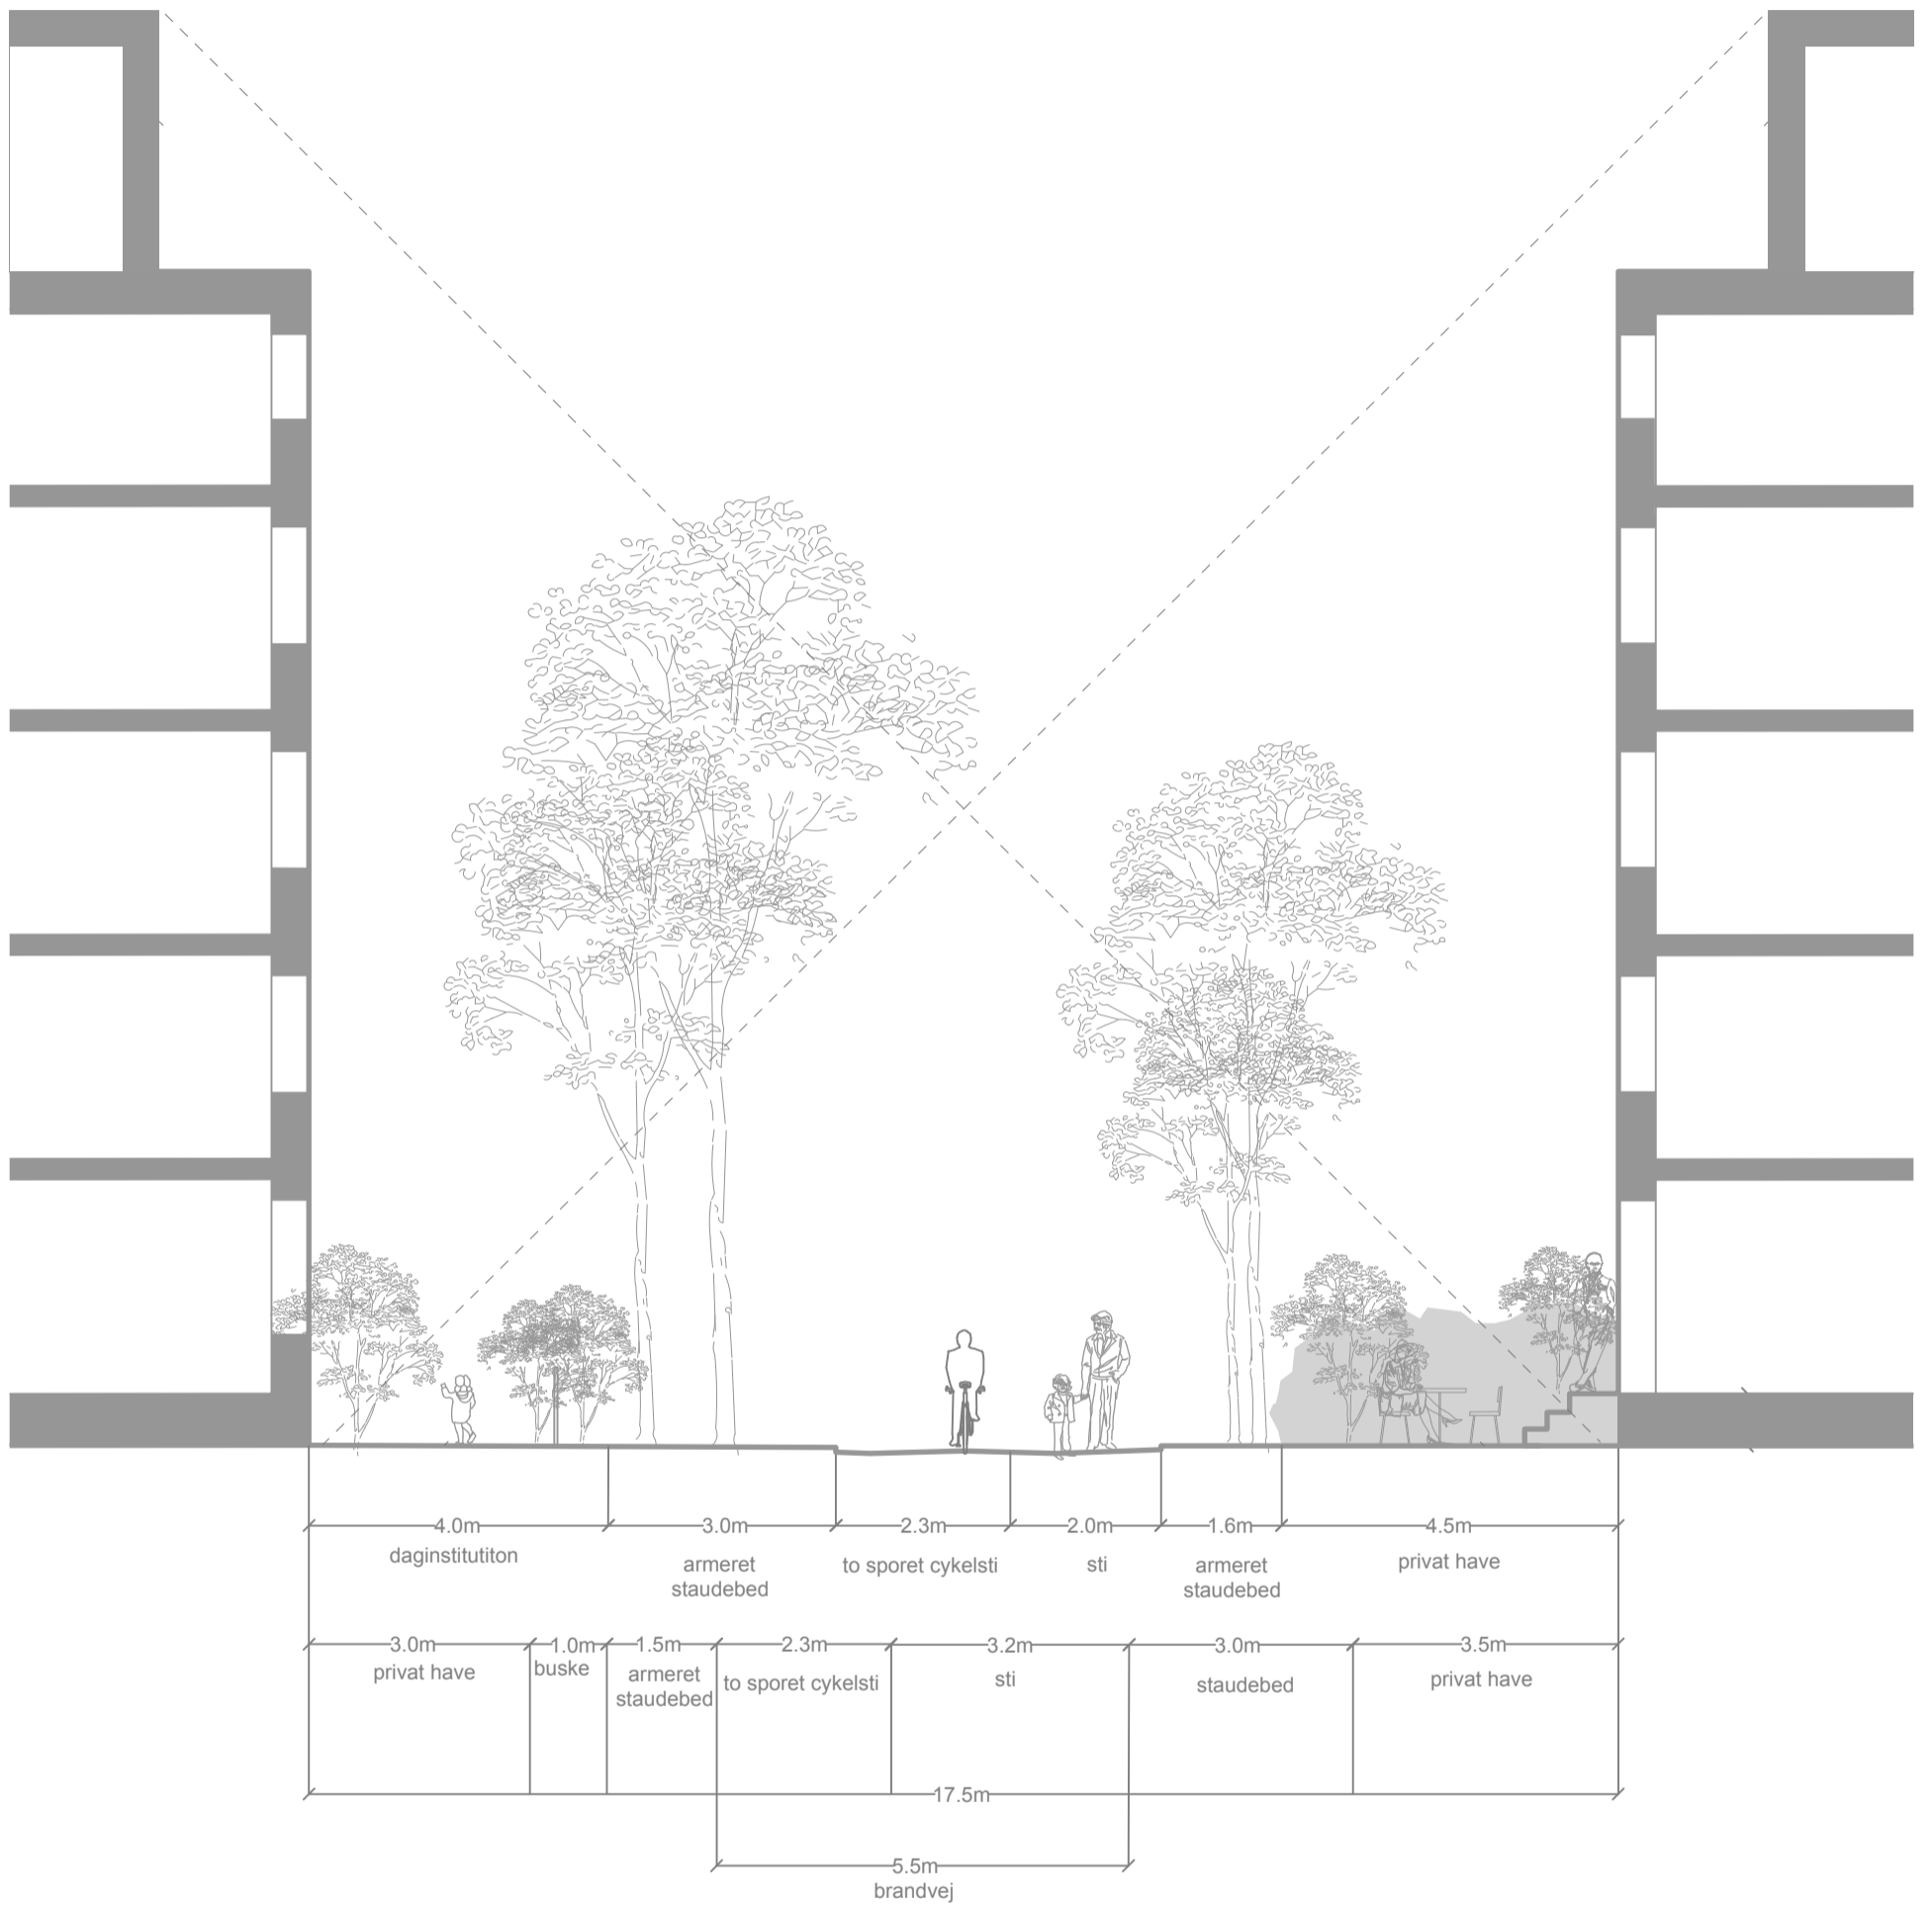 4.0m
3.0m
2.3m
2.0m
1.6m
4.5m
daginstitutiton
armeret
staudebed
to sporet cykelsti
sti
armeret
staudebed
privat have
3.0m
1.0m
1.5m
2.3m
3.2m
3.0m
3.5m
privat have
buske
armeret
staudebed
to sporet cykelsti
sti
staudebed
privat have
17.5m
5.5m
brandvej